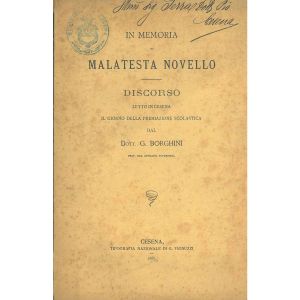 IN MEMORIA
DI
MALATESTA NOVELLO
DISCORSO
LETTO IN CESENA
IL GIORNO DELLA PREMIAZIONE SCOLASTICA
DAL
DOTT. G. BORGHINI
CESENA,
TIPOGRAFIA NAZIONALE DI G. VIGNUZZI